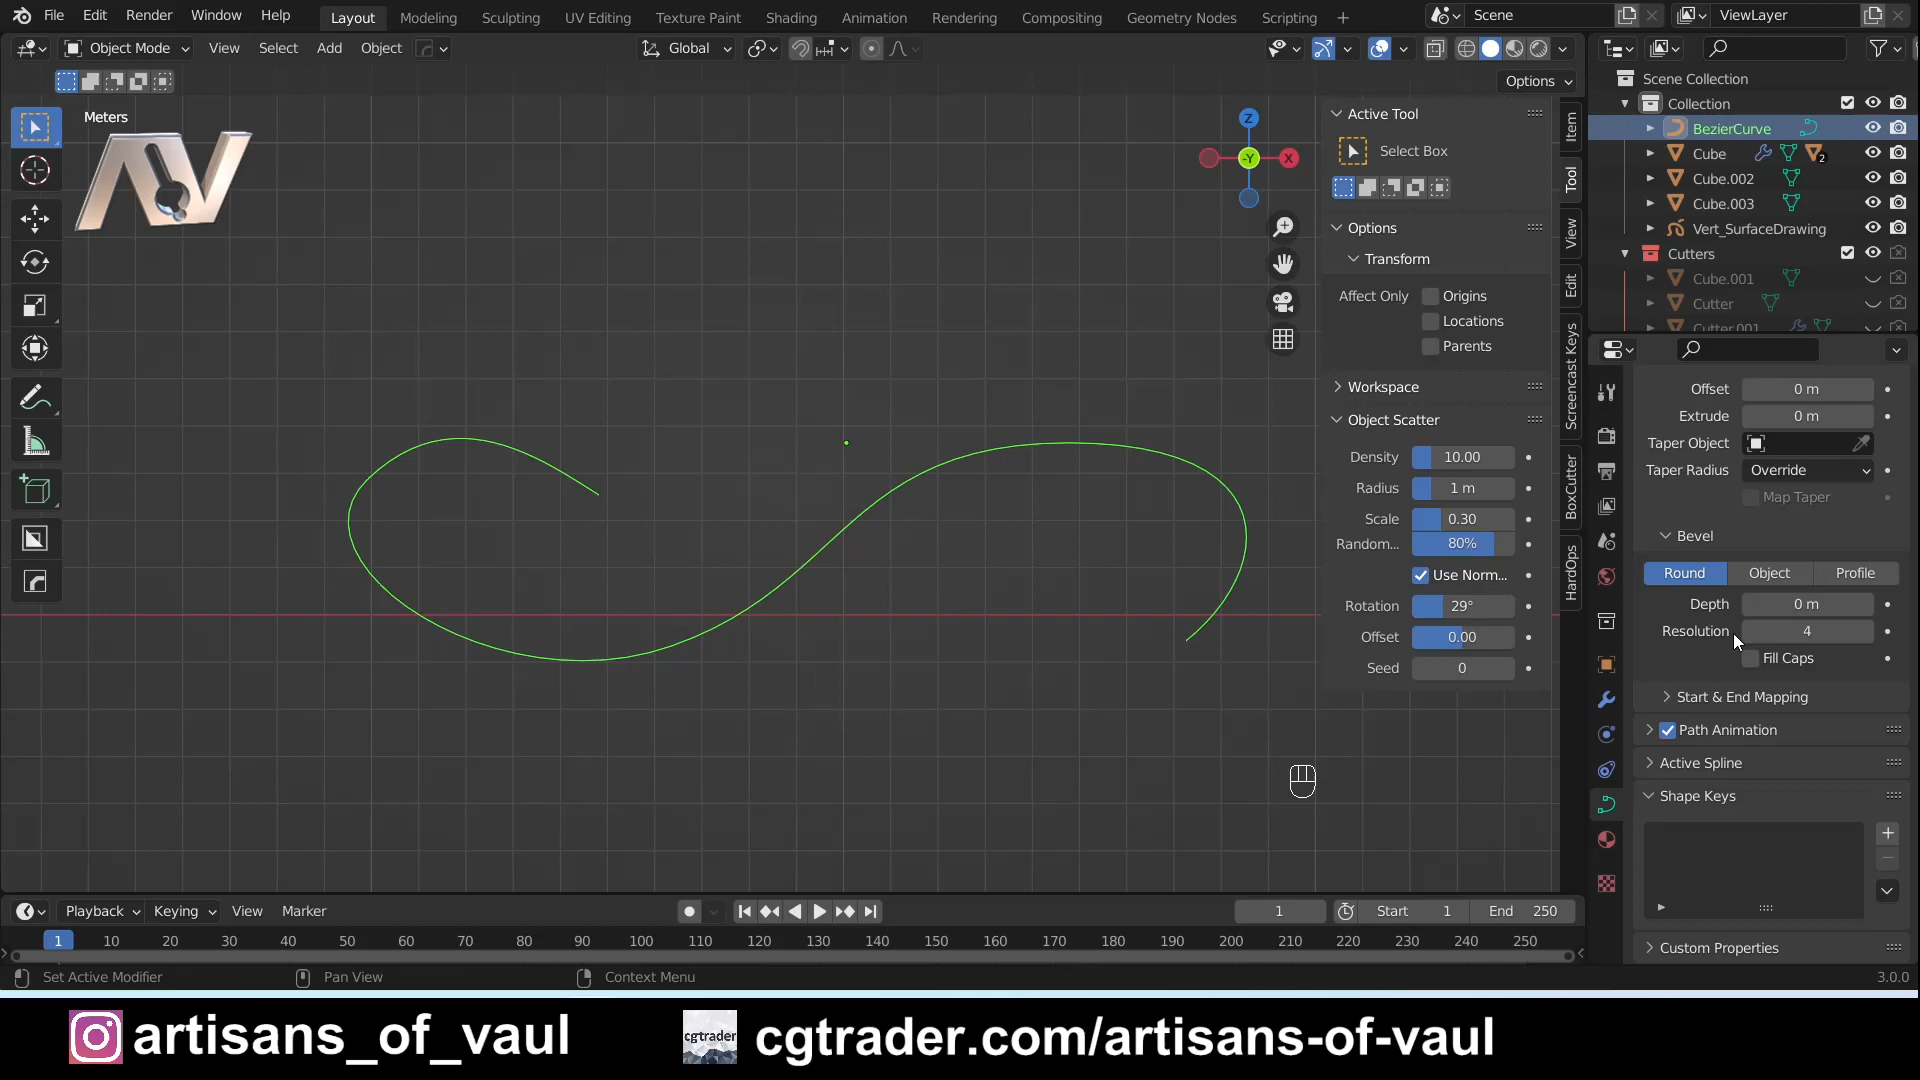 File Edit Render Window Help Layout Modeling Sculpting UV Editing Texture Paint Shading Animation Rendering Compositing Geometry Nodes Scripting + Scene ViewLayer
Object Mode View Select Add Object Global
Options
Meters
AV
Z
-Y X
Active Tool
Select Box
Options
Transform
Affect Only Origins
Locations
Parents
Workspace
Object Scatter
Density 10.00
Radius 1 m
Scale 0.30
Random... 80%
Use Norm...
Rotation 29°
Offset 0.00
Seed 0
Item
Tool
View
Edit
Screencast Keys
BoxCutter
HardOps
Scene Collection
Collection
BezierCurve
Cube 2
Cube.002
Cube.003
Vert_SurfaceDrawing
Cutters
Cube.001
Cutter
Cutter.001
Offset 0 m
Extrude 0 m
Taper Object
Taper Radius Override
Map Taper
Bevel
Round Object Profile
Depth 0 m
Resolution 4
Fill Caps
Start & End Mapping
Path Animation
Active Spline
Shape Keys
Custom Properties
Playback Keying View Marker 1 Start 1 End 250
1 10 20 30 40 50 60 70 80 90 100 110 120 130 140 150 160 170 180 190 200 210 220 230 240 250
Set Active Modifier Pan View Context Menu 3.0.0
artisans_of_vaul cgtrader cgtrader.com/artisans-of-vaul